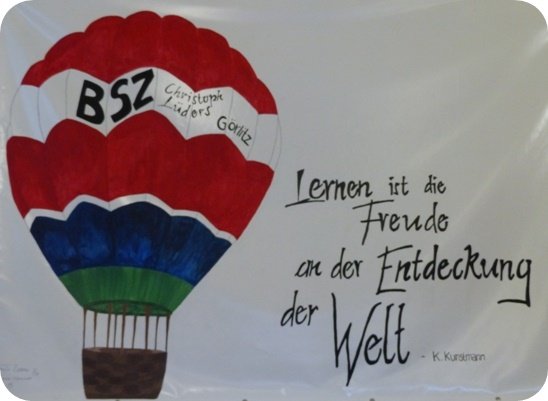 BSZ
Christoph
Lüders
Görlitz
Lernen ist die
Freude
an der Entdeckung
der Welt
- K. Kunstmann